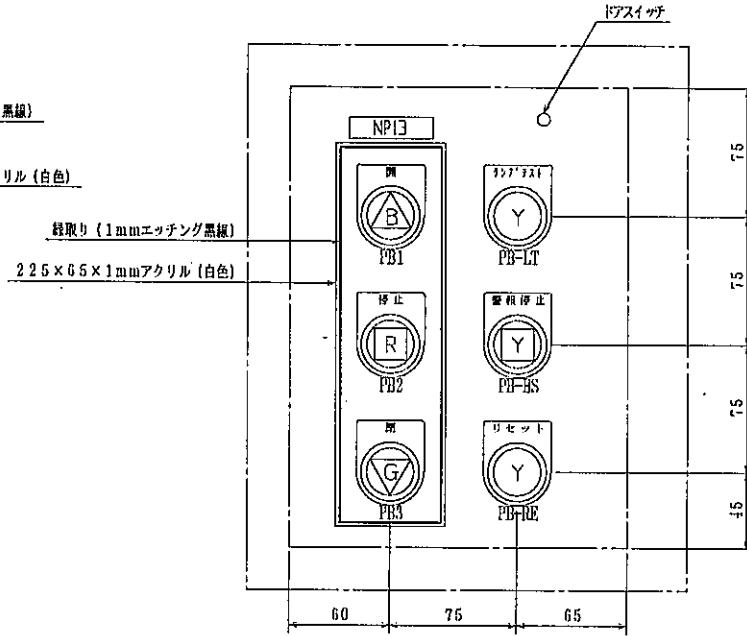 ドアスイッチ
黒線)
NP13
リル (白色)
開
ランプテスト
B
Y
縁取り (1mmエッチング黒線)
PB1
PB-LT
225×65×1mmアクリル (白色)
停止
警報停止
R
Y
PB2
PB-BS
閉
リセット
G
Y
PB3
PB-RE
75
75
75
45
60
75
65